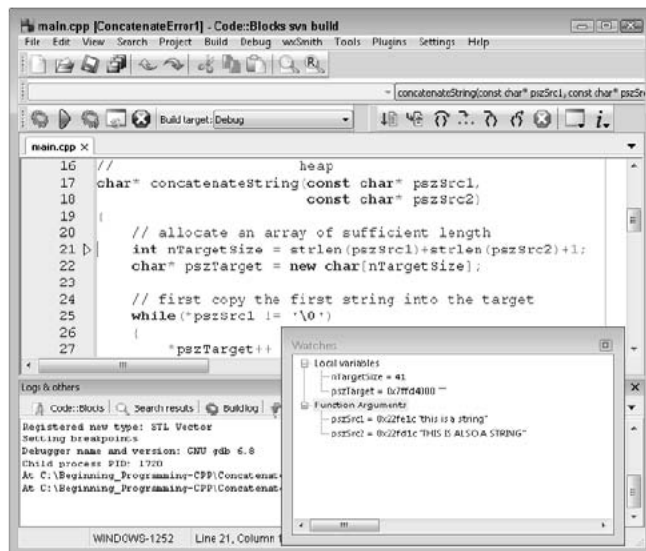 main.cpp [ConcatenateError1] - Code::Blocks svn build
File Edit View Search Project Build Debug wxSmith Tools Plugins Settings Help
concatenateString(const char* pszSrc1, const char* pszSrc
Build target: Debug
main.cpp
16 // heap
17 char* concatenateString(const char* pszSrc1,
18 const char* pszSrc2)
19 {
20 // allocate an array of sufficient length
21 int nTargetSize = strlen(pszSrc1)+strlen(pszSrc2)+1;
22 char* pszTarget = new char[nTargetSize];
23
24 // first copy the first string into the target
25 while(*pszSrc1 != '\0')
26 {
27 *pszTarget++
Watches
Local variables
nTargetSize = 41
pszTarget = 0x7ffd4000 ""
Function Arguments
pszSrc1 = 0x22fe1c "this is a string"
pszSrc2 = 0x22fd1c "THIS IS ALSO A STRING"
Logs & others
Code::Blocks Search results Build log
Registered new type: STL Vector
Setting breakpoints
Debugger name and version: GNU gdb 6.8
Child process PID: 1720
At C:\Beginning_Programming-CPP\Concatenat
At C:\Beginning_Programming-CPP\Concatenat
WINDOWS-1252 Line 21, Column